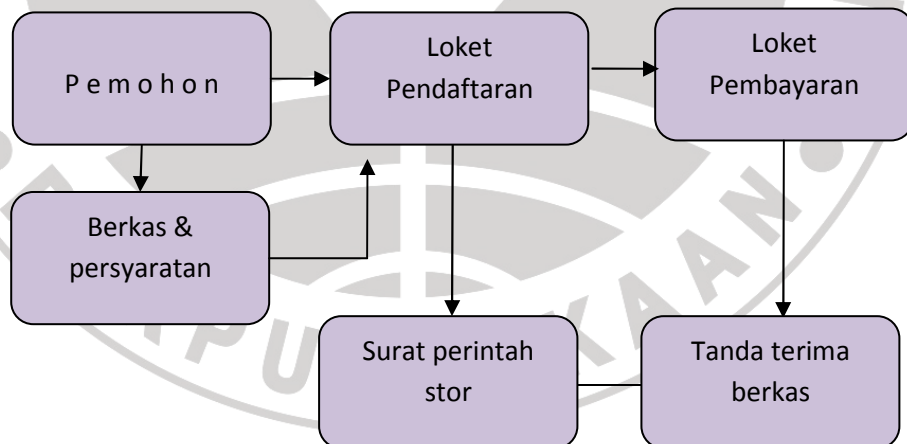 P e m o h o n
Loket
Pendaftaran
Loket
Pembayaran
Berkas &
persyaratan
Surat perintah
stor
Tanda terima
berkas